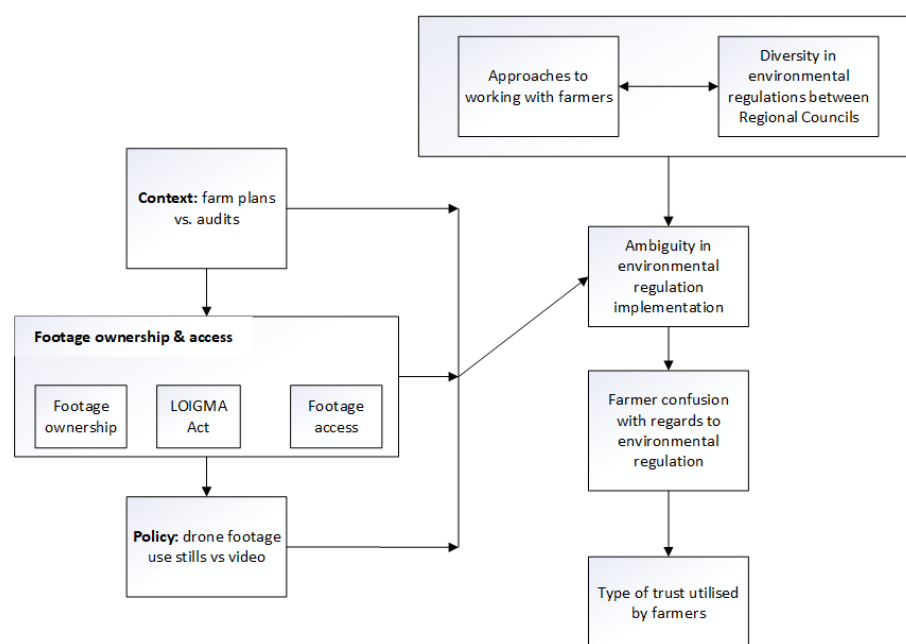 Approaches to
working with farmers
Diversity in
environmental
regulations between
Regional Councils
Context: farm plans
vs. audits
Ambiguity in
environmental
regulation
implementation
Footage ownership & access
Footage
ownership
LOIGMA
Act
Footage
access
Farmer confusion
with regards to
environmental
regulation
Policy: drone footage
use stills vs video
Type of trust utilised
by farmers